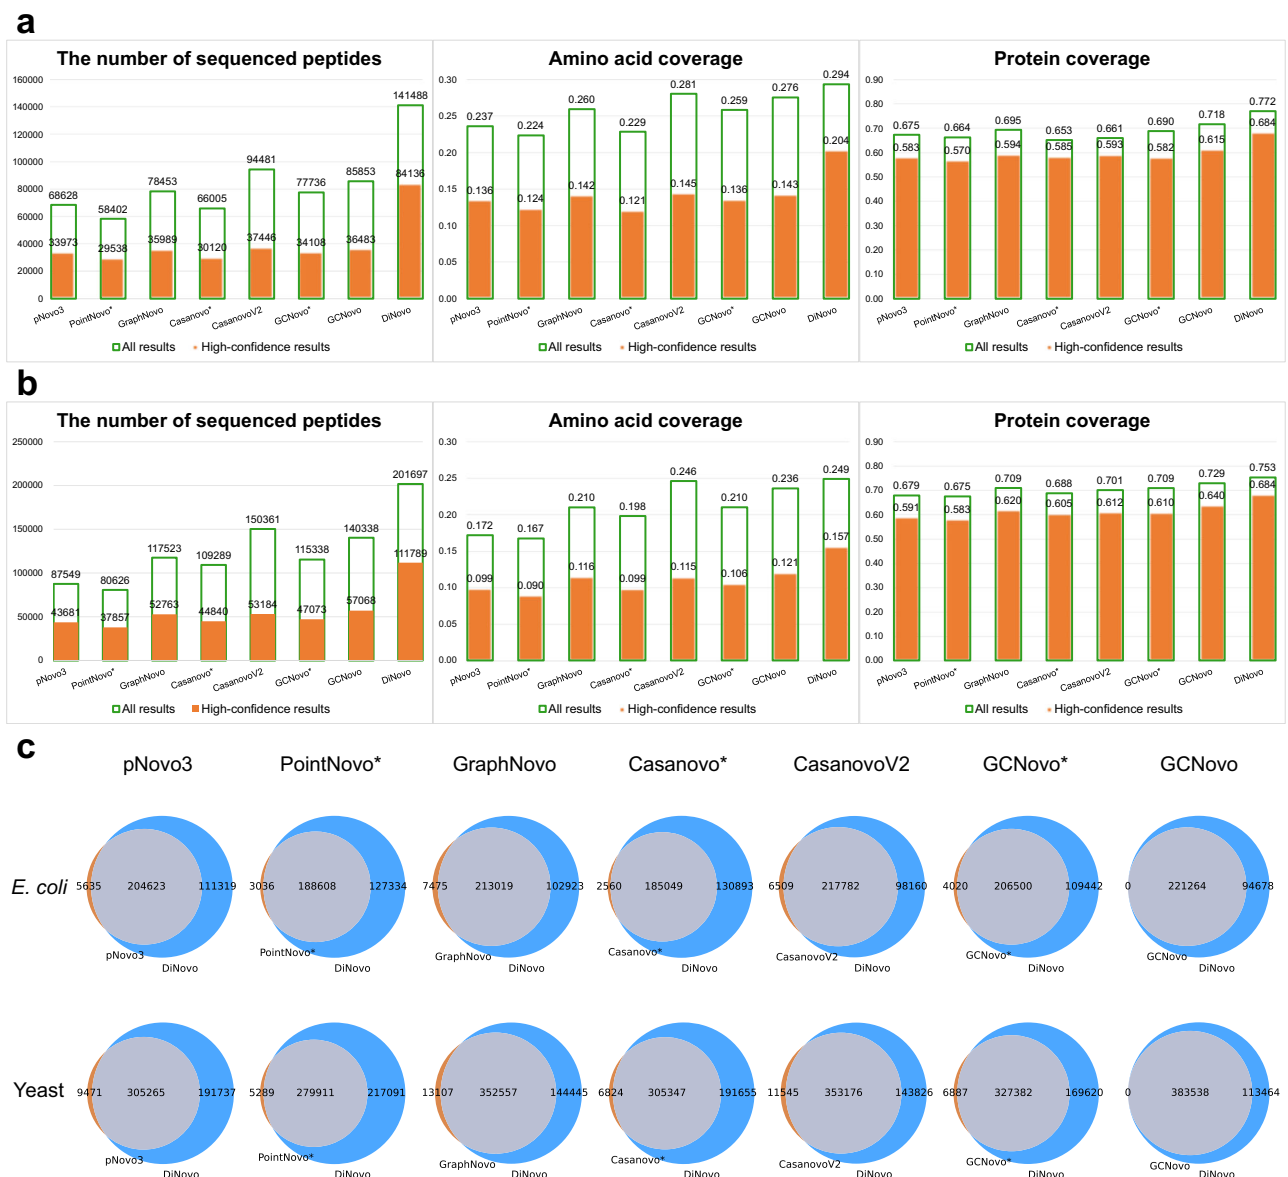 a
The number of sequenced peptides
160000
140000
120000
100000
80000
60000
40000
20000
0
68628
58402
78453
66005
94481
77736
85853
141488
33973
29538
35989
30120
37446
34108
36483
84136
pNovo3
PointNovo*
GraphNovo
Casanovo*
CasanovoV2
GCNovo*
GCNovo
DiNovo
All results
High-confidence results
Amino acid coverage
0.30
0.25
0.20
0.15
0.10
0.05
0.00
0.237
0.224
0.260
0.229
0.281
0.259
0.276
0.294
0.136
0.124
0.142
0.121
0.145
0.136
0.143
0.204
pNovo3
PointNovo*
GraphNovo
Casanovo*
CasanovoV2
GCNovo*
GCNovo
DiNovo
All results
High-confidence results
Protein coverage
0.90
0.80
0.70
0.60
0.50
0.40
0.30
0.20
0.10
0.00
0.675
0.664
0.695
0.653
0.661
0.690
0.718
0.772
0.583
0.570
0.594
0.585
0.593
0.582
0.615
0.684
pNovo3
PointNovo*
GraphNovo
Casanovo*
CasanovoV2
GCNovo*
GCNovo
DiNovo
All results
High-confidence results
b
The number of sequenced peptides
250000
200000
150000
100000
50000
0
87549
80626
117523
109289
150361
115338
140338
201697
43681
37857
52763
44840
53184
47073
57068
111789
pNovo3
PointNovo*
GraphNovo
Casanovo*
CasanovoV2
GCNovo*
GCNovo
DiNovo
All results
High-confidence results
Amino acid coverage
0.30
0.25
0.20
0.15
0.10
0.05
0.00
0.172
0.167
0.210
0.198
0.246
0.210
0.236
0.249
0.099
0.090
0.116
0.099
0.115
0.106
0.121
0.157
pNovo3
PointNovo*
GraphNovo
Casanovo*
CasanovoV2
GCNovo*
GCNovo
DiNovo
All results
High-confidence results
Protein coverage
0.90
0.80
0.70
0.60
0.50
0.40
0.30
0.20
0.10
0.00
0.679
0.675
0.709
0.688
0.701
0.709
0.729
0.753
0.591
0.583
0.620
0.605
0.612
0.610
0.640
0.684
pNovo3
PointNovo*
GraphNovo
Casanovo*
CasanovoV2
GCNovo*
GCNovo
DiNovo
All results
High-confidence results
c
pNovo3
PointNovo*
GraphNovo
Casanovo*
CasanovoV2
GCNovo*
GCNovo
E. coli
5635 204623 111319
pNovo3
DiNovo
3036 188608 127334
PointNovo*
DiNovo
7475 213019 102923
GraphNovo
DiNovo
2560 185049 130893
Casanovo*
DiNovo
6509 217782 98160
CasanovoV2
DiNovo
4020 206500 109442
GCNovo*
DiNovo
0 221264 94678
GCNovo
DiNovo
Yeast
9471 305265 191737
pNovo3
DiNovo
5289 279911 217091
PointNovo*
DiNovo
13107 352557 144445
GraphNovo
DiNovo
6824 305347 191655
Casanovo*
DiNovo
11545 353176 143826
CasanovoV2
DiNovo
6887 327382 169620
GCNovo*
DiNovo
0 383538 113464
GCNovo
DiNovo